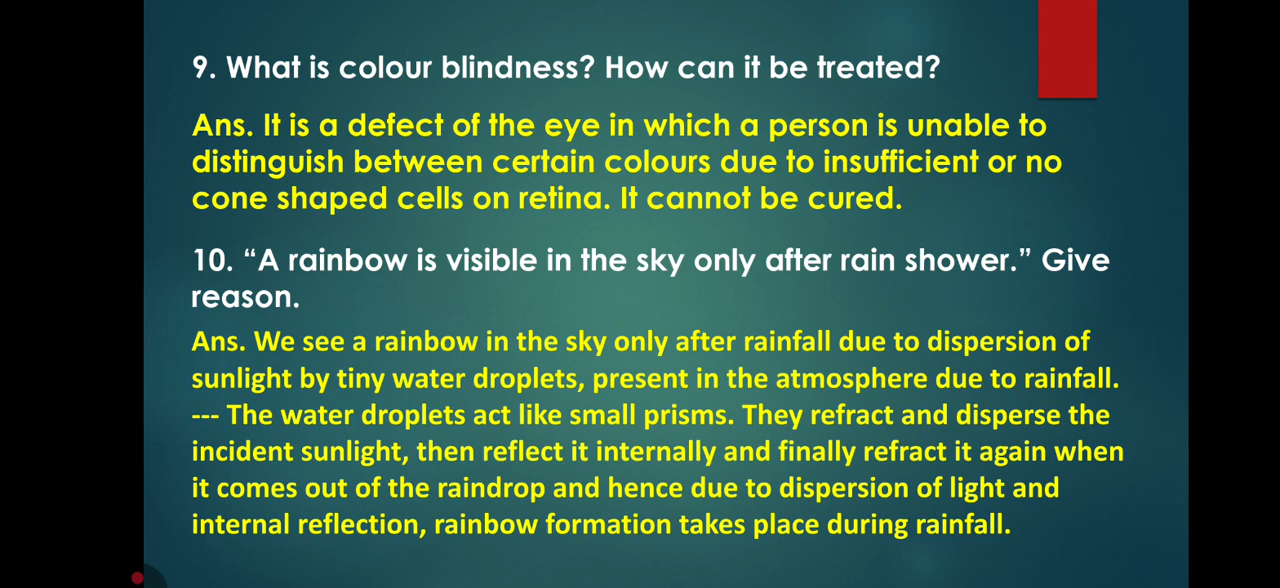 9. What is colour blindness? How can it be treated?
Ans. It is a defect of the eye in which a person is unable to
distinguish between certain colours due to insufficient or no
cone shaped cells on retina. It cannot be cured.
10. “A rainbow is visible in the sky only after rain shower.” Give
reason.
Ans. We see a rainbow in the sky only after rainfall due to dispersion of
sunlight by tiny water droplets, present in the atmosphere due to rainfall.
--- The water droplets act like small prisms. They refract and disperse the
incident sunlight, then reflect it internally and finally refract it again when
it comes out of the raindrop and hence due to dispersion of light and
internal reflection, rainbow formation takes place during rainfall.